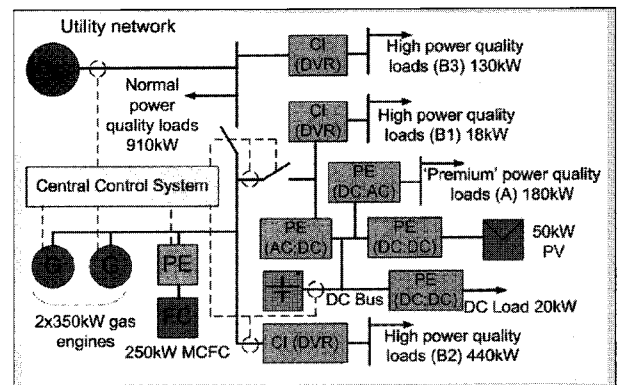 Utility network
CI
(DVR)
High power quality
loads (B3) 130kW
Normal
power
quality loads
910kW
CI
(DVR)
High power quality
loads (B1) 18kW
Central Control System
PE
(DC:AC)
'Premium' power quality
loads (A) 180kW
PE
(AC:DC)
PE
(DC:DC)
50kW
PV
G
G
PE
FC
DC Bus
PE
(DC:DC)
DC Load 20kW
2x350kW gas
engines
250kW MCFC
CI (DVR)
High power quality
loads (B2) 440kW